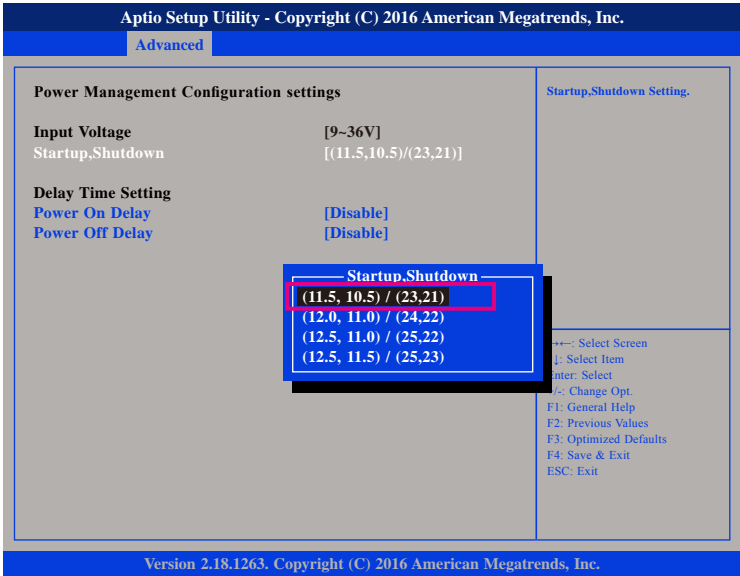 Aptio Setup Utility - Copyright (C) 2016 American Megatrends, Inc.
Advanced
Power Management Configuration settings
Input Voltage [9~36V]
Startup,Shutdown [(11.5,10.5)/(23,21)]
Delay Time Setting
Power On Delay [Disable]
Power Off Delay [Disable]
Startup,Shutdown
(11.5, 10.5) / (23,21)
(12.0, 11.0) / (24,22)
(12.5, 11.0) / (25,22)
(12.5, 11.5) / (25,23)
Startup,Shutdown Setting.
→←: Select Screen
↓: Select Item
Enter: Select
/-: Change Opt.
F1: General Help
F2: Previous Values
F3: Optimized Defaults
F4: Save & Exit
ESC: Exit
Version 2.18.1263. Copyright (C) 2016 American Megatrends, Inc.